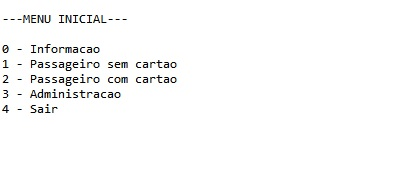 ---MENU INICIAL---
0 - Informacao
1 - Passageiro sem cartao
2 - Passageiro com cartao
3 - Administracao
4 - Sair